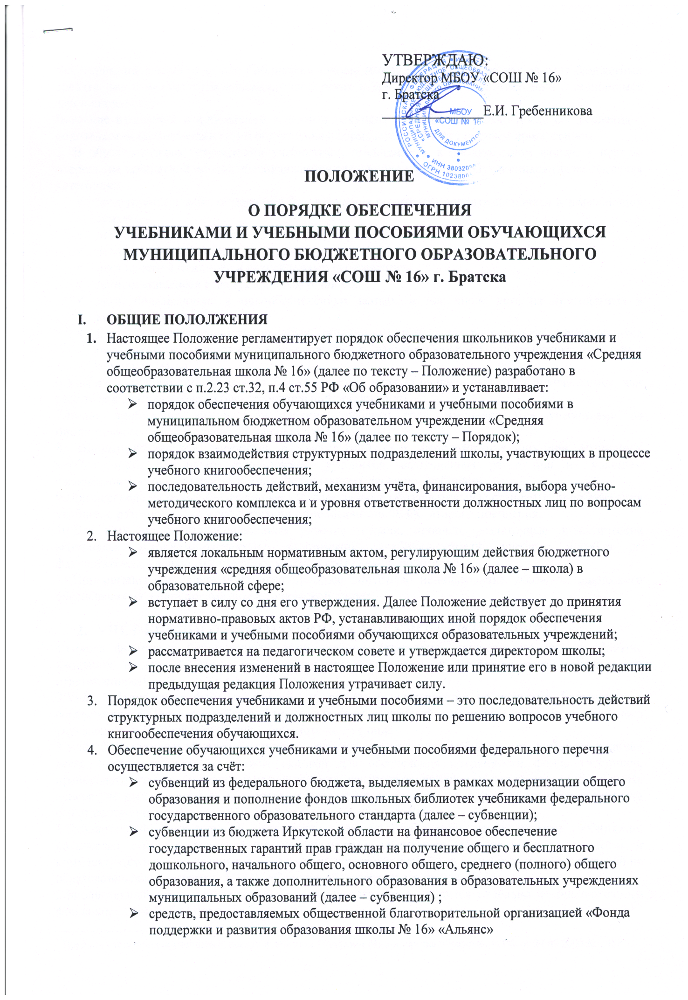 УТВЕРЖДАЮ:
Директор МБОУ «СОШ № 16»
г. Братска
Е.И. Гребенникова
РОССИЙСКАЯ ФЕДЕРАЦИЯ
МБОУ
«СОШ № 16
ДЛЯ ДОКУМЕНТОВ
ПОЛОЖЕНИЕ
О ПОРЯДКЕ ОБЕСПЕЧЕНИЯ
УЧЕБНИКАМИ И УЧЕБНЫМИ ПОСОБИЯМИ ОБУЧАЮЩИХСЯ
МУНИЦИПАЛЬНОГО БЮДЖЕТНОГО ОБРАЗОВАТЕЛЬНОГО
УЧРЕЖДЕНИЯ «СОШ № 16» г. Братска
I. ОБЩИЕ ПОЛОЛЖЕНИЯ
1. Настоящее Положение регламентирует порядок обеспечения школьников учебниками и
учебными пособиями муниципального бюджетного образовательного учреждения «Средняя
общеобразовательная школа № 16» (далее по тексту – Положение) разработано в
соответствии с п.2.23 ст.32, п.4 ст.55 РФ «Об образовании» и устанавливает:
➢ порядок обеспечения обучающихся учебниками и учебными пособиями в
муниципальном бюджетном образовательном учреждении «Средняя
общеобразовательная школа № 16» (далее по тексту – Порядок);
➢ порядок взаимодействия структурных подразделений школы, участвующих в процессе
учебного книгообеспечения;
➢ последовательность действий, механизм учёта, финансирования, выбора учебно-
методического комплекса и и уровня ответственности должностных лиц по вопросам
учебного книгообеспечения;
2. Настоящее Положение:
➢ является локальным нормативным актом, регулирующим действия бюджетного
учреждения «средняя общеобразовательная школа № 16» (далее – школа) в
образовательной сфере;
➢ вступает в силу со дня его утверждения. Далее Положение действует до принятия
нормативно-правовых актов РФ, устанавливающих иной порядок обеспечения
учебниками и учебными пособиями обучающихся образовательных учреждений;
➢ рассматривается на педагогическом совете и утверждается директором школы;
➢ после внесения изменений в настоящее Положение или принятие его в новой редакции
предыдущая редакция Положения утрачивает силу.
3. Порядок обеспечения учебниками и учебными пособиями – это последовательность действий
структурных подразделений и должностных лиц школы по решению вопросов учебного
книгообеспечения обучающихся.
4. Обеспечение обучающихся учебниками и учебными пособиями федерального перечня
осуществляется за счёт:
➢ субвенций из федерального бюджета, выделяемых в рамках модернизации общего
образования и пополнение фондов школьных библиотек учебниками федерального
государственного образовательного стандарта (далее – субвенции);
➢ субвенции из бюджета Иркутской области на финансовое обеспечение
государственных гарантий прав граждан на получение общего и бесплатного
дошкольного, начального общего, основного общего, среднего (полного) общего
образования, а также дополнительного образования в образовательных учреждениях
муниципальных образований (далее – субвенция) ;
➢ средств, предоставляемых общественной благотворительной организацией «Фонда
поддержки и развития образования школы № 16» «Альянс»